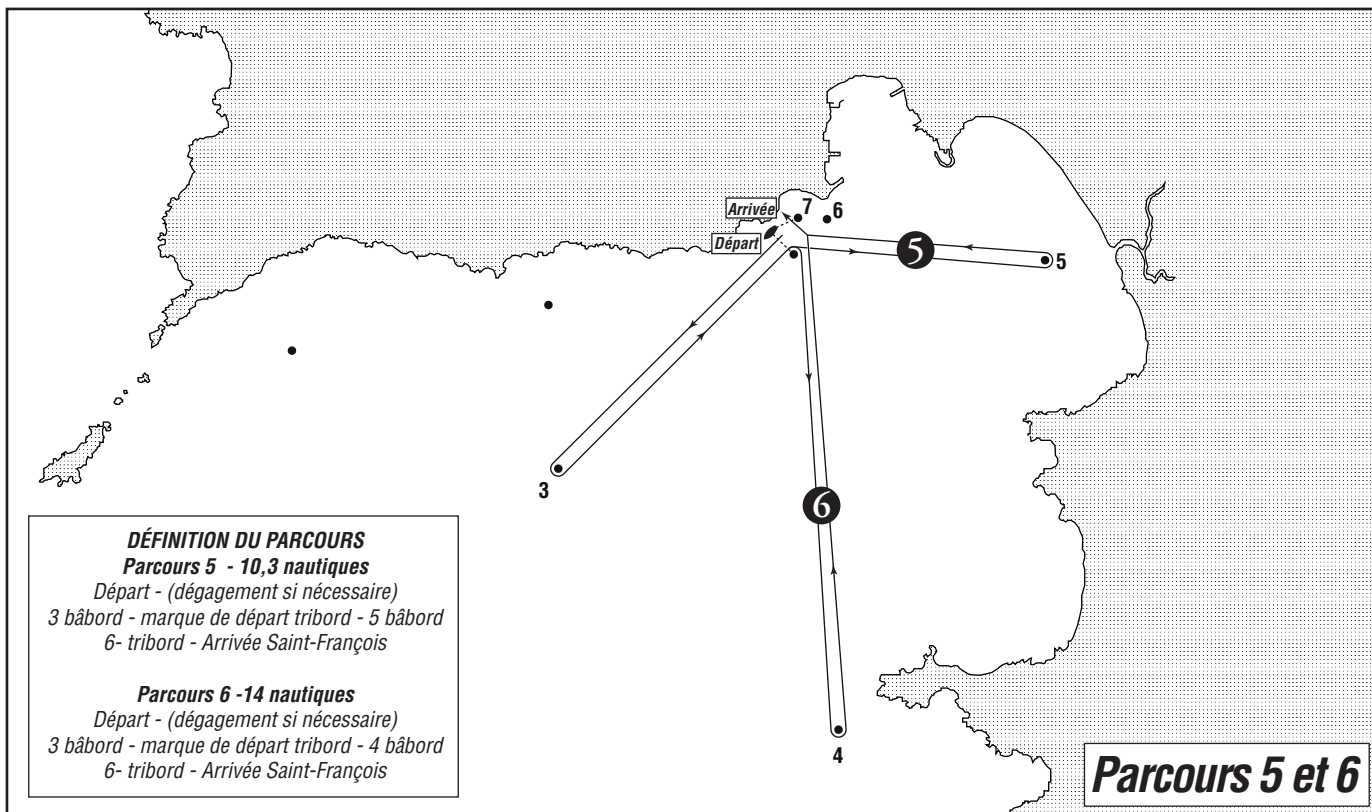 Arrivée
7
6
Départ
5
5
3
6
4
DÉFINITION DU PARCOURS
Parcours 5 - 10,3 nautiques
Départ - (dégagement si nécessaire)
3 bâbord - marque de départ tribord - 5 bâbord
6- tribord - Arrivée Saint-François
Parcours 6 -14 nautiques
Départ - (dégagement si nécessaire)
3 bâbord - marque de départ tribord - 4 bâbord
6- tribord - Arrivée Saint-François
Parcours 5 et 6